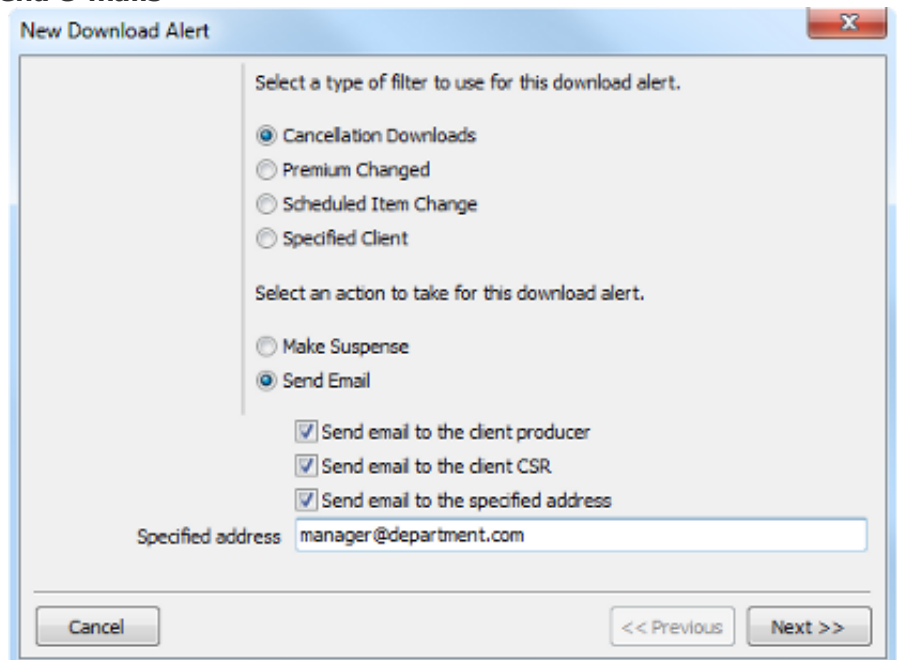 New Download Alert
Select a type of filter to use for this download alert.
Cancellation Downloads
Premium Changed
Scheduled Item Change
Specified Client
Select an action to take for this download alert.
Make Suspense
Send Email
Send email to the client producer
Send email to the client CSR
Send email to the specified address
Specified address manager@department.com
Cancel << Previous Next >>